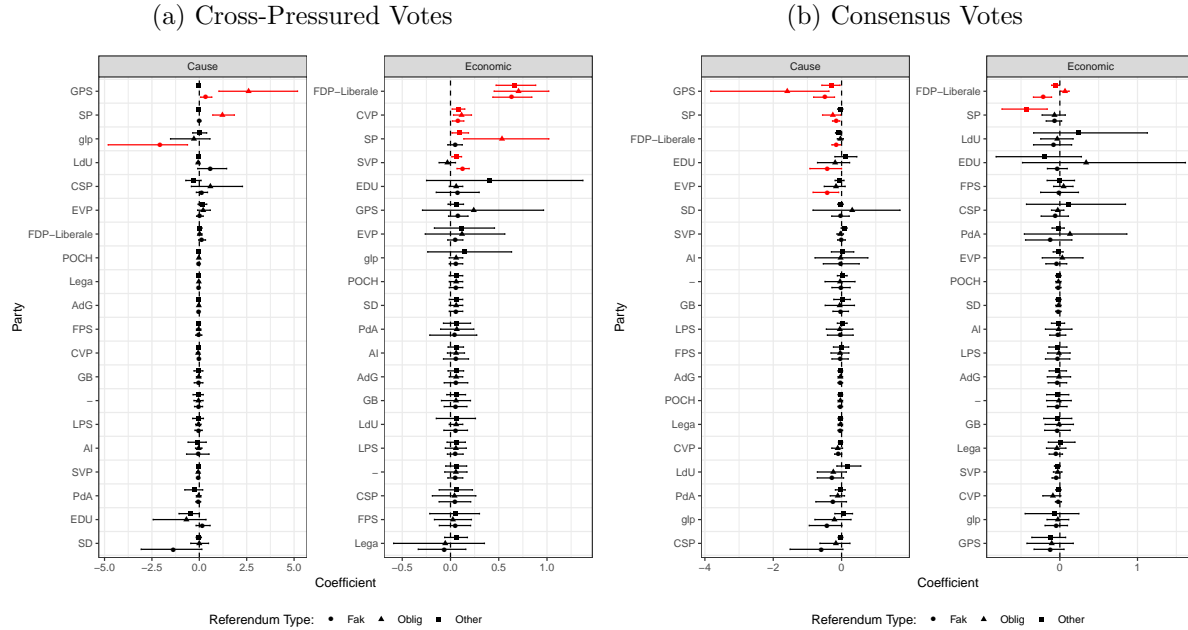 (a) Cross-Pressured Votes
Cause
Economic
Party
GPS
SP
glp
LdU
CSP
EVP
FDP−Liberale
POCH
Lega
AdG
FPS
CVP
GB
–
LPS
AI
SVP
PdA
EDU
SD
−5.0
−2.5
0.0
2.5
5.0
FDP−Liberale
CVP
SP
SVP
EDU
GPS
EVP
glp
POCH
SD
PdA
AI
AdG
GB
LdU
LPS
–
CSP
FPS
Lega
−0.5
0.0
0.5
1.0
Coefficient
Referendum Type: Fak Oblig Other
(b) Consensus Votes
Cause
Economic
Party
GPS
SP
FDP−Liberale
EDU
EVP
SD
SVP
AI
–
GB
LPS
FPS
AdG
POCH
Lega
CVP
LdU
PdA
glp
CSP
−4
−2
0
FDP−Liberale
SP
LdU
EDU
FPS
CSP
PdA
EVP
POCH
SD
AI
LPS
AdG
–
GB
Lega
SVP
CVP
glp
GPS
0
1
Coefficient
Referendum Type: Fak Oblig Other